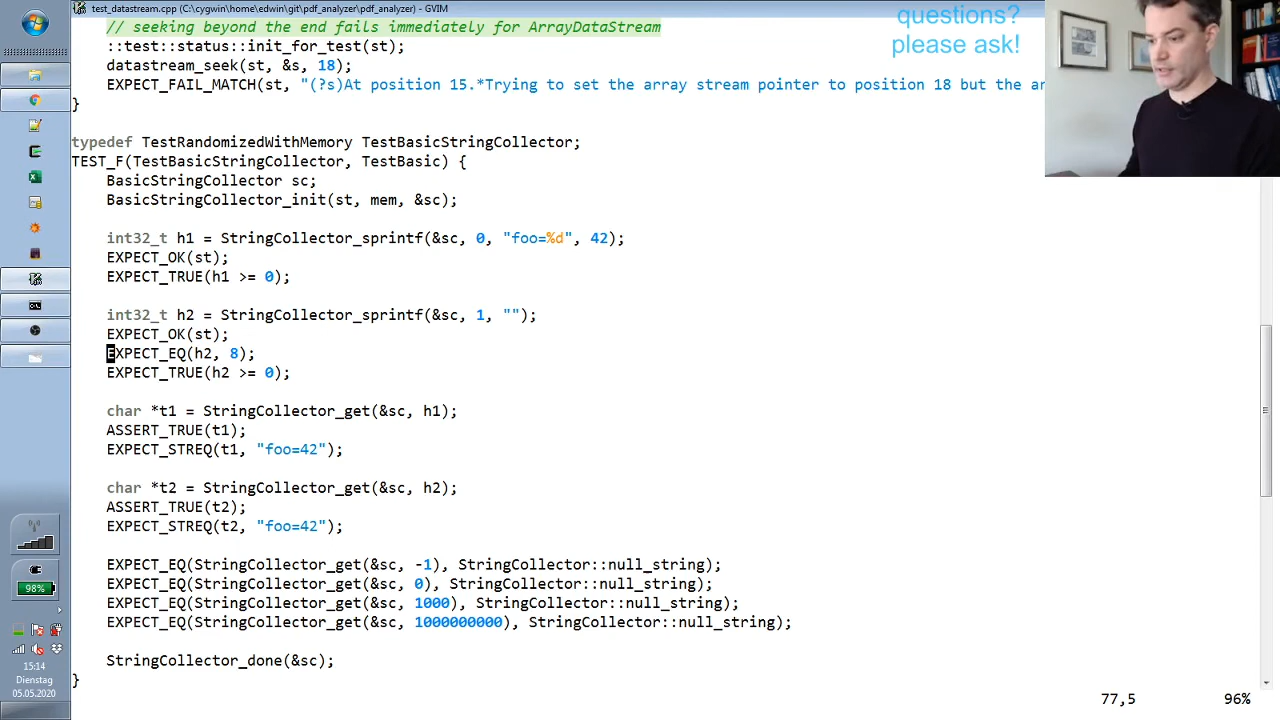 test_datastream.cpp (C:\cygwin\home\edwin\git\pdf_analyzer\pdf_analyzer) - GVIM
// seeking beyond the end fails immediately for ArrayDataStream
::test::status::init_for_test(st);
datastream_seek(st, &s, 18);
EXPECT_FAIL_MATCH(st, "(?s)At position 15.*Trying to set the array stream pointer to position 18 but the ar
}
questions?
please ask!
typedef TestRandomizedWithMemory TestBasicStringCollector;
TEST_F(TestBasicStringCollector, TestBasic) {
BasicStringCollector sc;
BasicStringCollector_init(st, mem, &sc);
int32_t h1 = StringCollector_sprintf(&sc, 0, "foo=%d", 42);
EXPECT_OK(st);
EXPECT_TRUE(h1 >= 0);
int32_t h2 = StringCollector_sprintf(&sc, 1, "");
EXPECT_OK(st);
EXPECT_EQ(h2, 8);
EXPECT_TRUE(h2 >= 0);
char *t1 = StringCollector_get(&sc, h1);
ASSERT_TRUE(t1);
EXPECT_STREQ(t1, "foo=42");
char *t2 = StringCollector_get(&sc, h2);
ASSERT_TRUE(t2);
EXPECT_STREQ(t2, "foo=42");
EXPECT_EQ(StringCollector_get(&sc, -1), StringCollector::null_string);
EXPECT_EQ(StringCollector_get(&sc, 0), StringCollector::null_string);
EXPECT_EQ(StringCollector_get(&sc, 1000), StringCollector::null_string);
EXPECT_EQ(StringCollector_get(&sc, 1000000000), StringCollector::null_string);
StringCollector_done(&sc);
}
77,5 96%
98%
15:14
Dienstag
05.05.2020